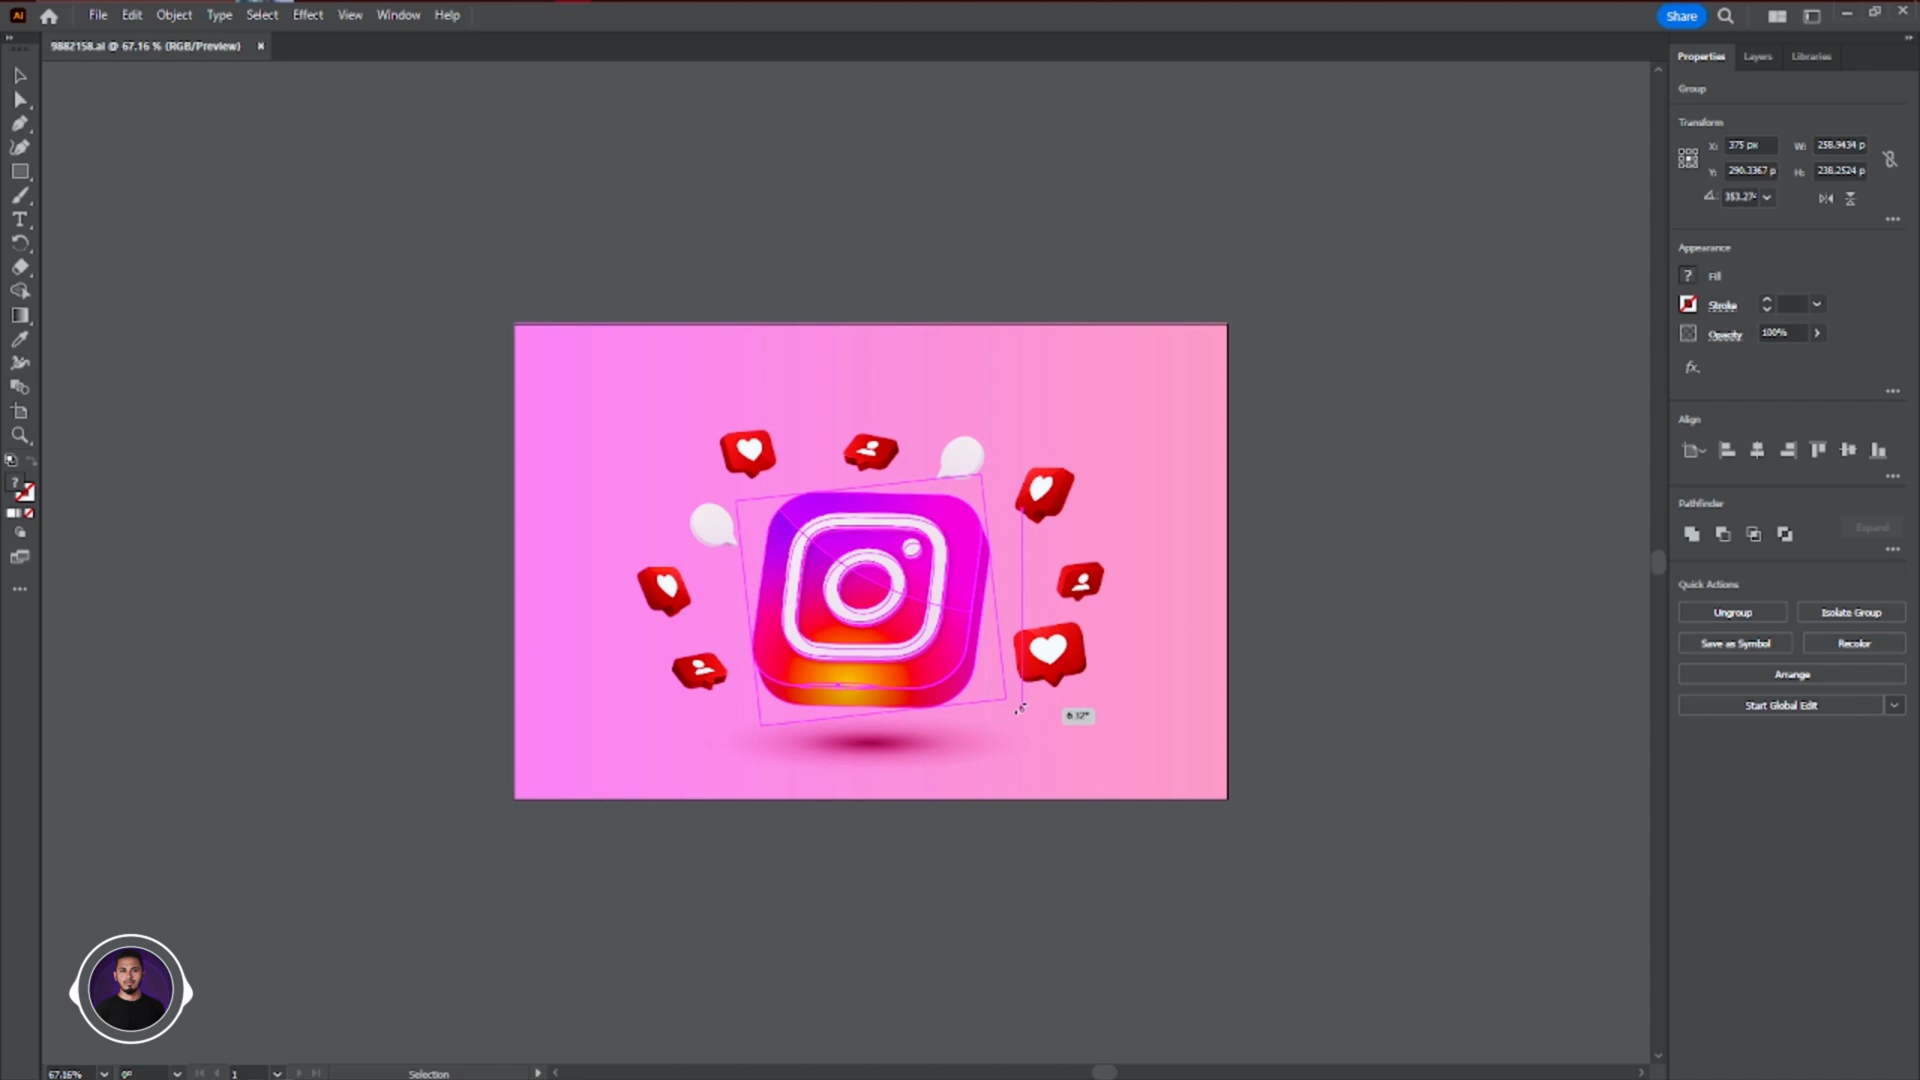 Ai File Edit Object Type Select Effect View Window Help Share
9882158.ai @ 67.16 % (RGB/Preview) ×
Properties Layers Libraries
Group
Transform
X: 375 px W: 258.9434 p
Y: 290.3367 p H: 238.2524 p
353.27°
Appearance
? Fill
Stroke
Opacity 100%
fx.
Align
Pathfinder
Expand
Quick Actions
Ungroup Isolate Group
Save as Symbol Recolor
Arrange
Start Global Edit
6.32°
67.16% 0° 1 Selection